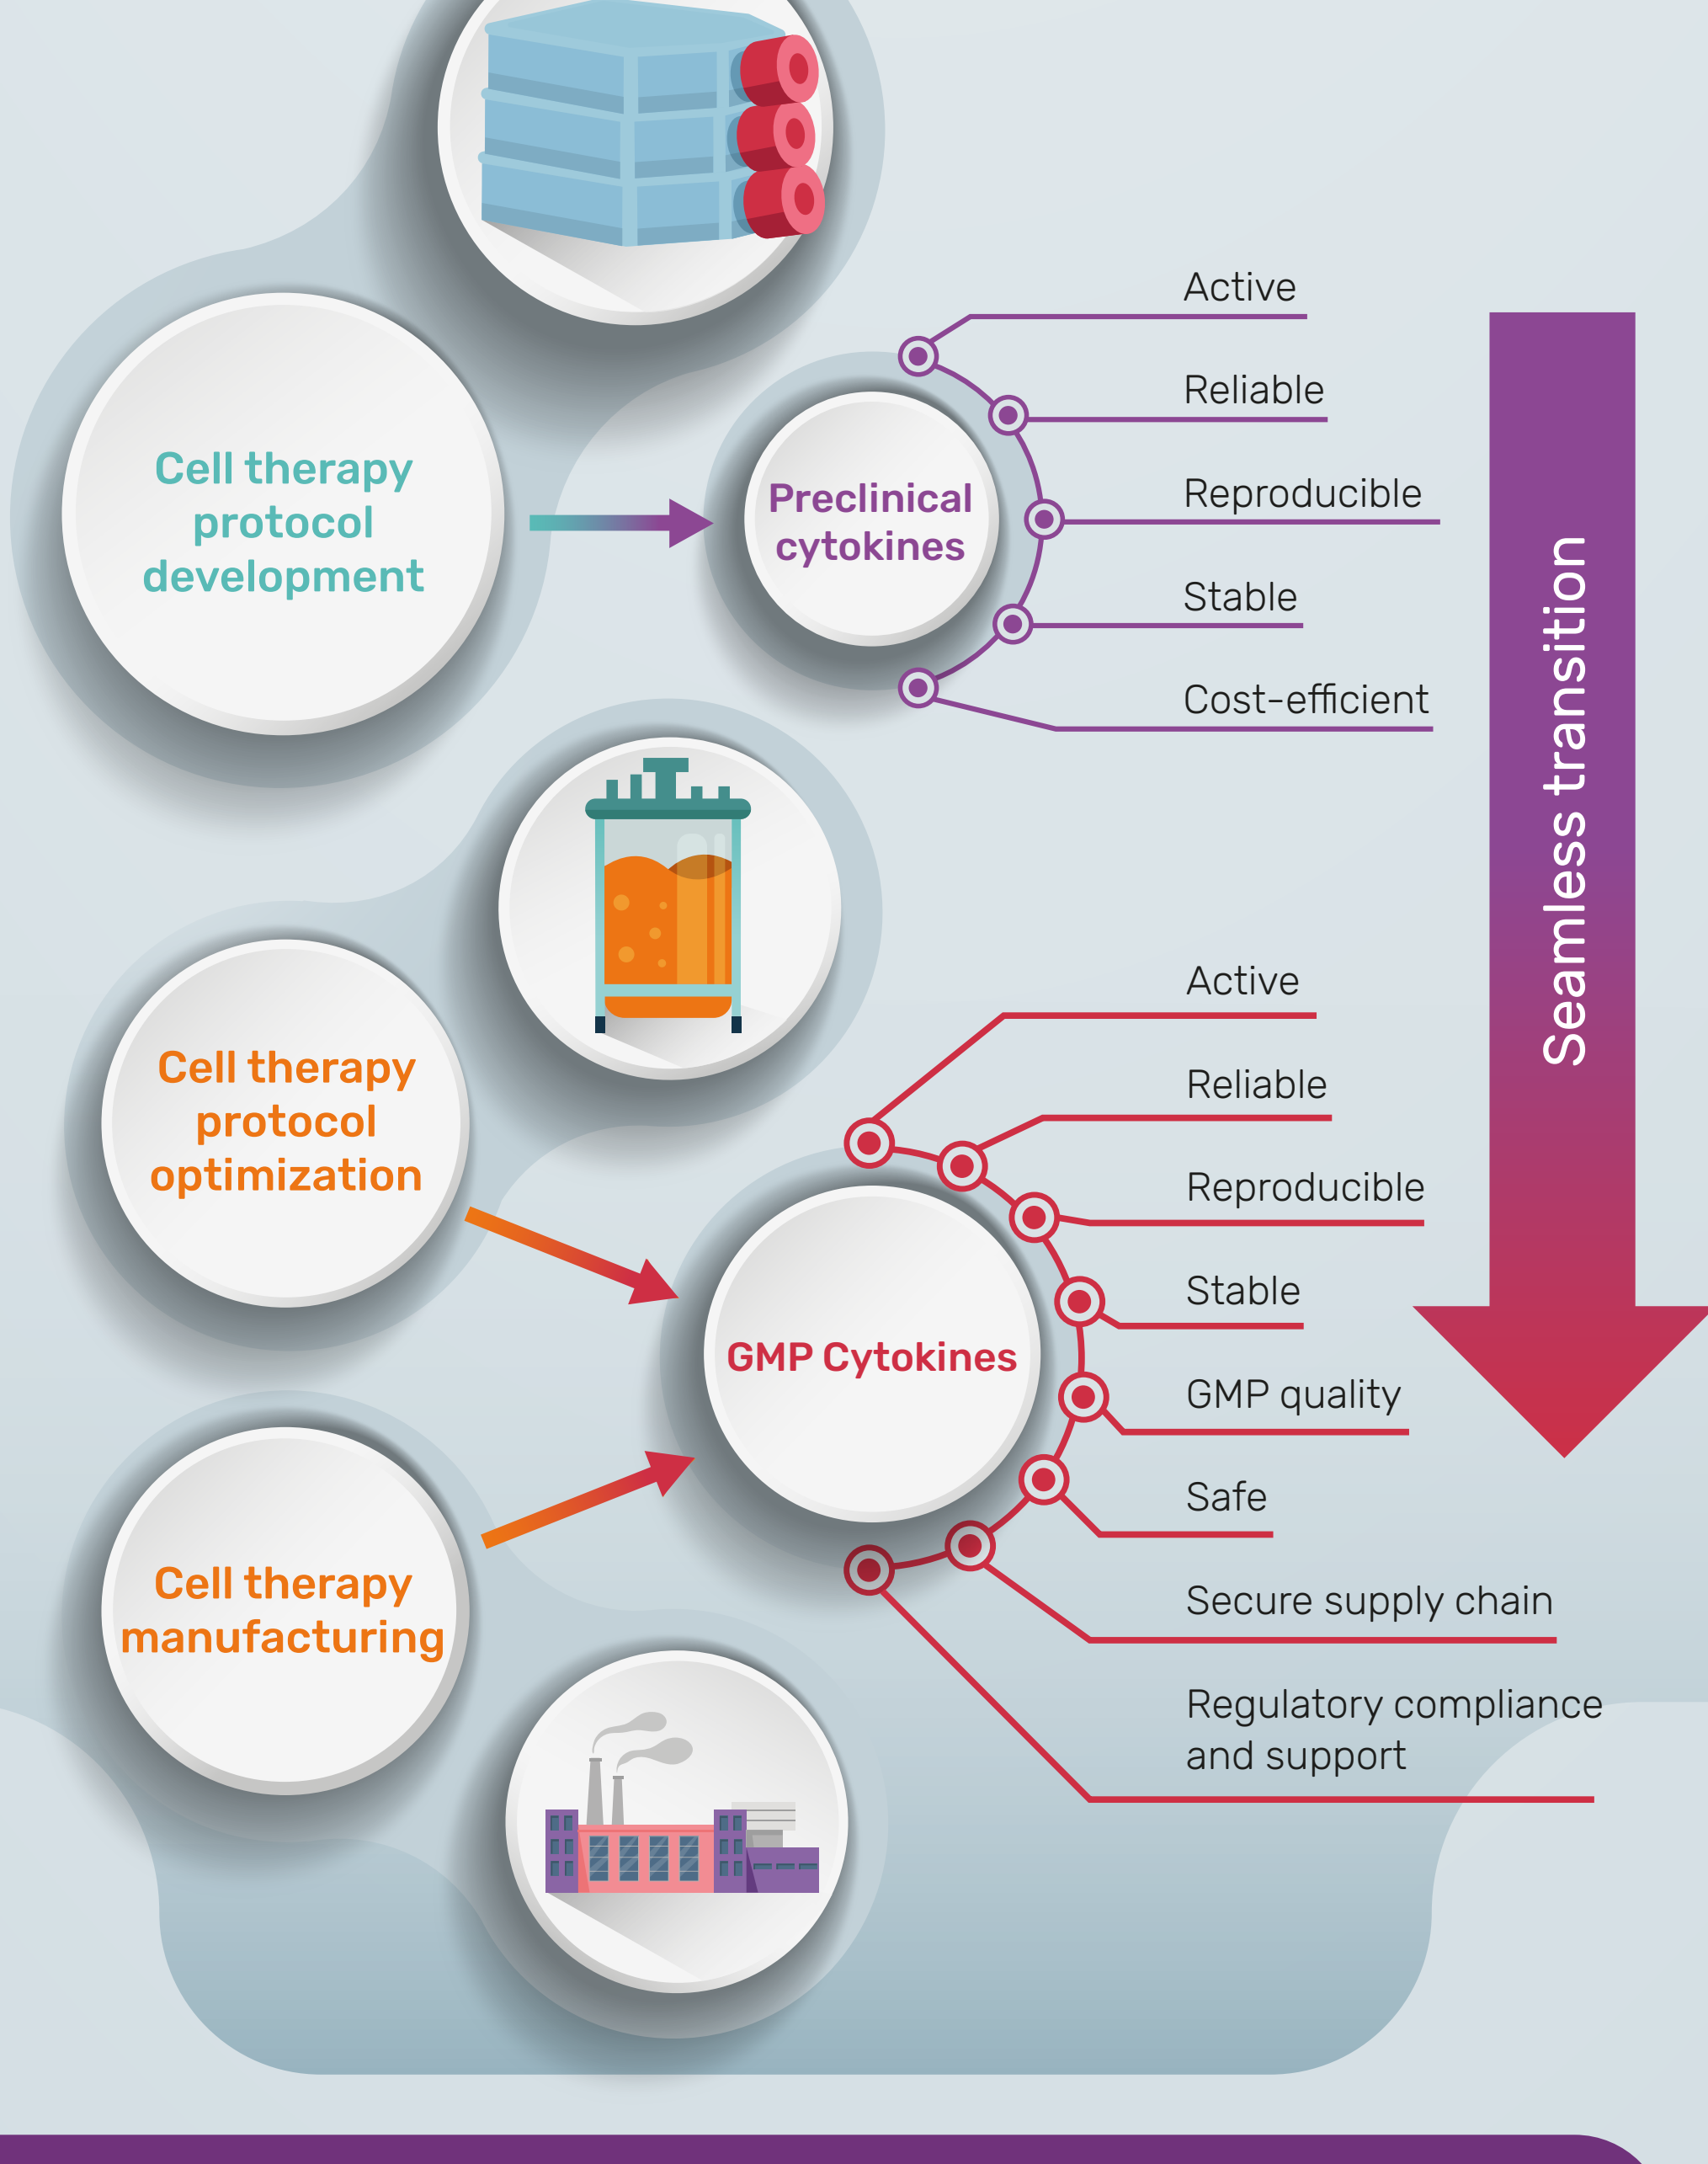 Cell therapy
protocol
development
Preclinical
cytokines
Active
Reliable
Reproducible
Stable
Cost-efficient
Seamless transition
Cell therapy
protocol
optimization
Cell therapy
manufacturing
GMP Cytokines
Active
Reliable
Reproducible
Stable
GMP quality
Safe
Secure supply chain
Regulatory compliance
and support